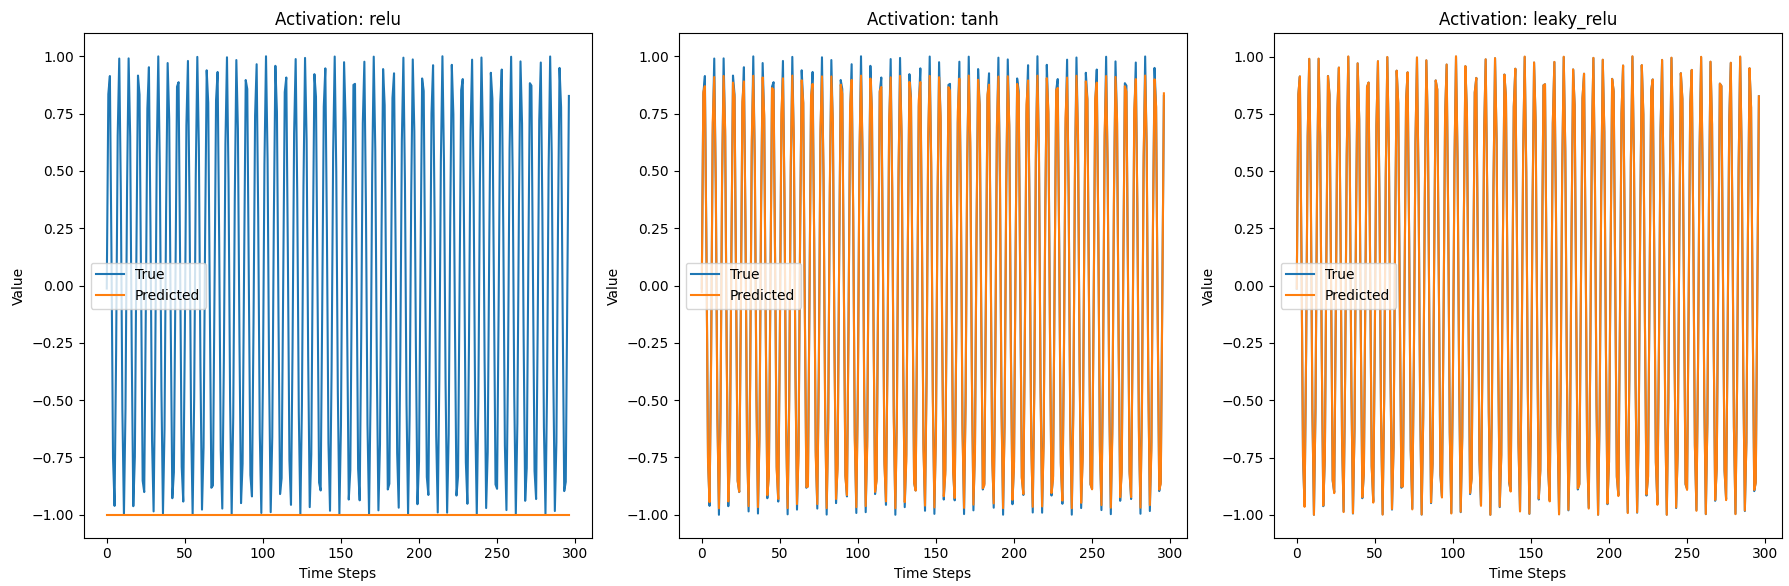 Activation: relu
1.00
0.75
0.50
0.25
0.00
−0.25
−0.50
−0.75
−1.00
Value
True
Predicted
0 50 100 150 200 250 300
Time Steps
Activation: tanh
1.00
0.75
0.50
0.25
0.00
−0.25
−0.50
−0.75
−1.00
Value
True
Predicted
0 50 100 150 200 250 300
Time Steps
Activation: leaky_relu
1.00
0.75
0.50
0.25
0.00
−0.25
−0.50
−0.75
−1.00
Value
True
Predicted
0 50 100 150 200 250 300
Time Steps